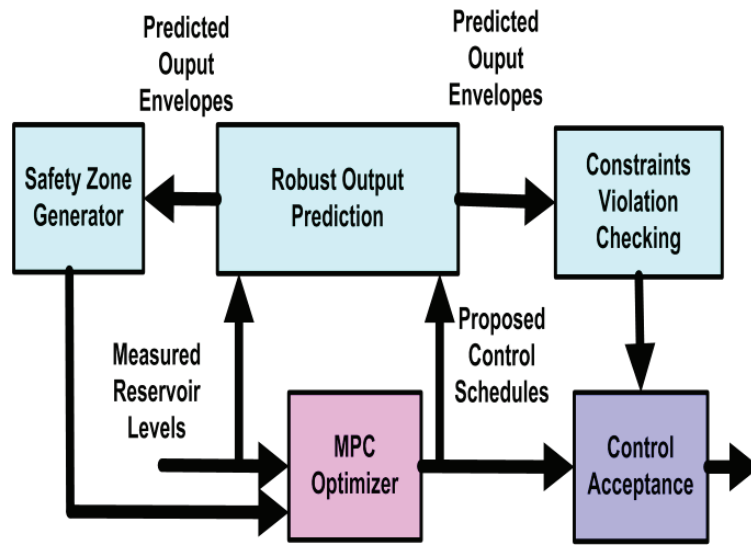 Predicted
Ouput
Envelopes
Predicted
Ouput
Envelopes
Safety Zone
Generator
Robust Output
Prediction
Constraints
Violation
Checking
Measured
Reservoir
Levels
Proposed
Control
Schedules
MPC
Optimizer
Control
Acceptance